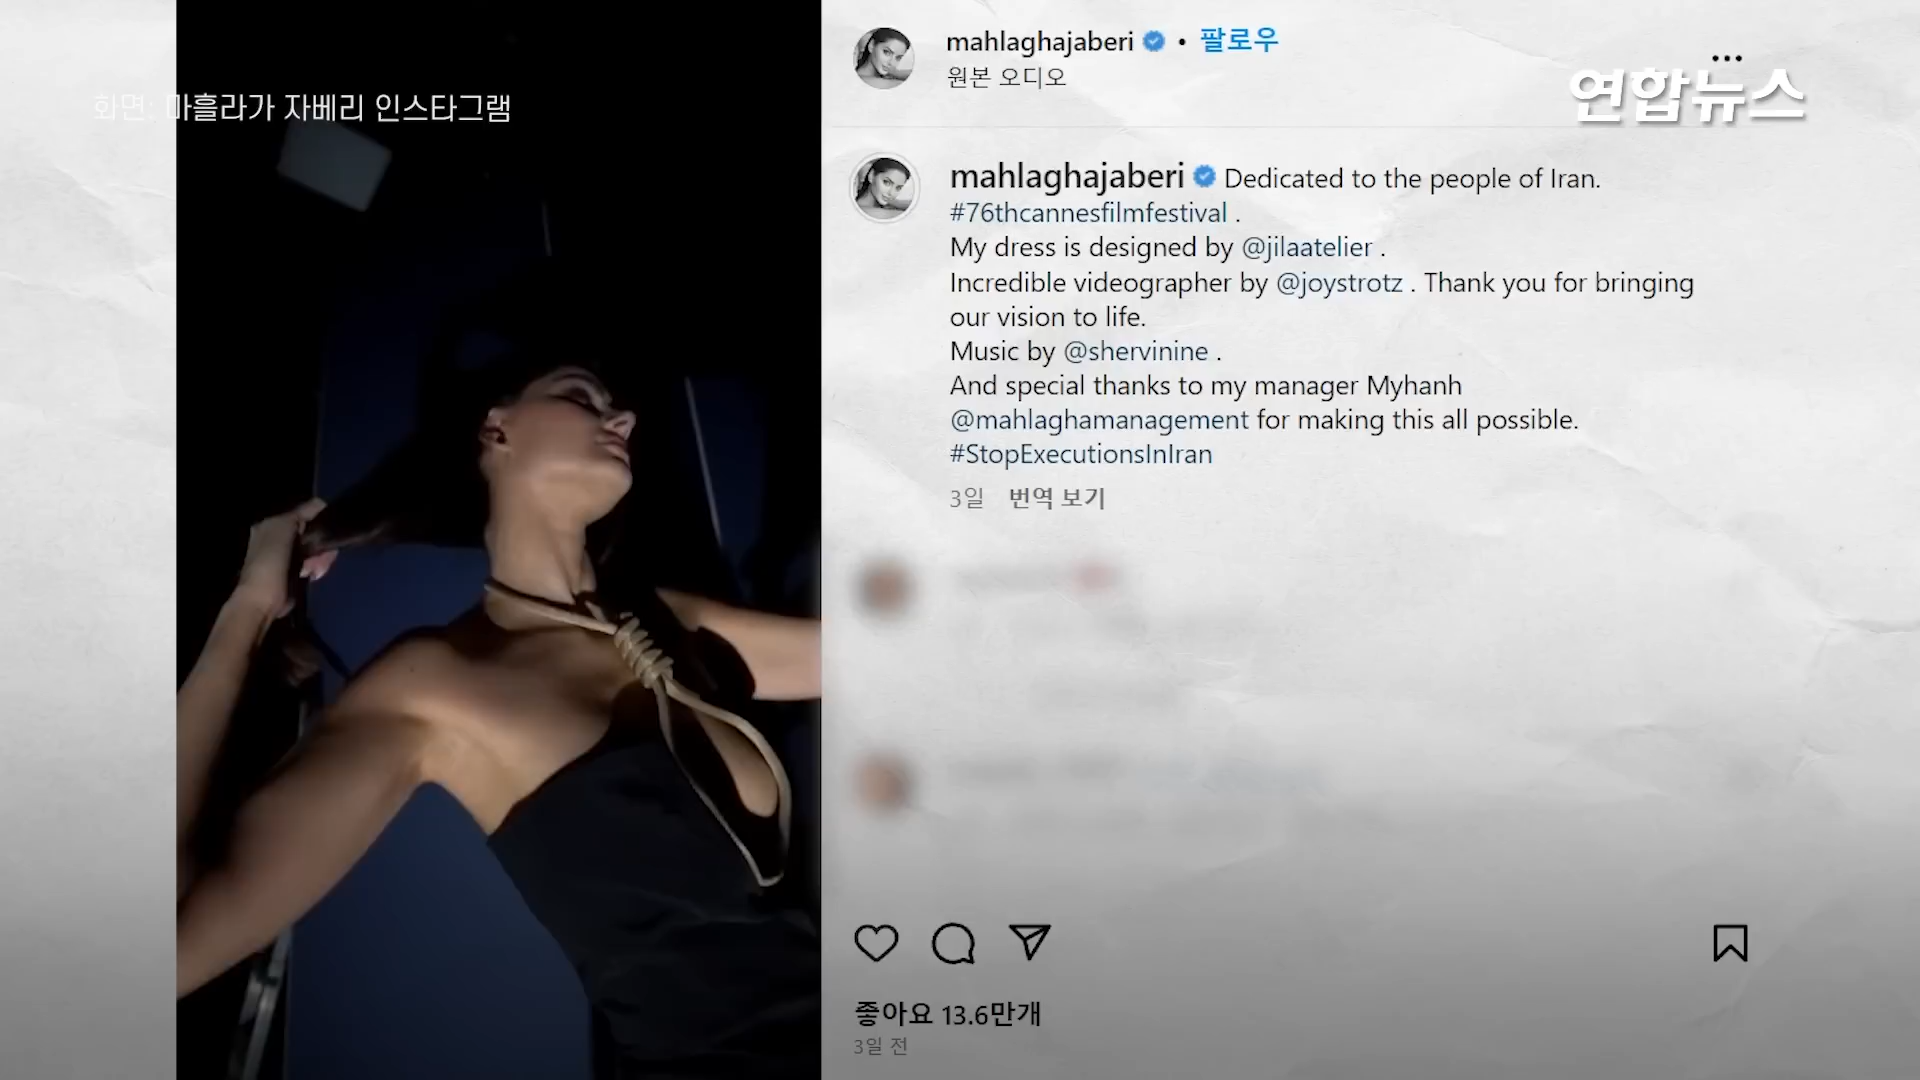 화면: 마흘라가 자베리 인스타그램
연합뉴스
mahlaghajaberi • 팔로우
원본 오디오
mahlaghajaberi Dedicated to the people of Iran.
#76thcannesfilmfestival .
My dress is designed by @jilaatelier .
Incredible videographer by @joystrotz . Thank you for bringing
our vision to life.
Music by @shervinine .
And special thanks to my manager Myhanh
@mahlaghamanagement for making this all possible.
#StopExecutionsInIran
3일 번역 보기
좋아요 13.6만개
3일 전